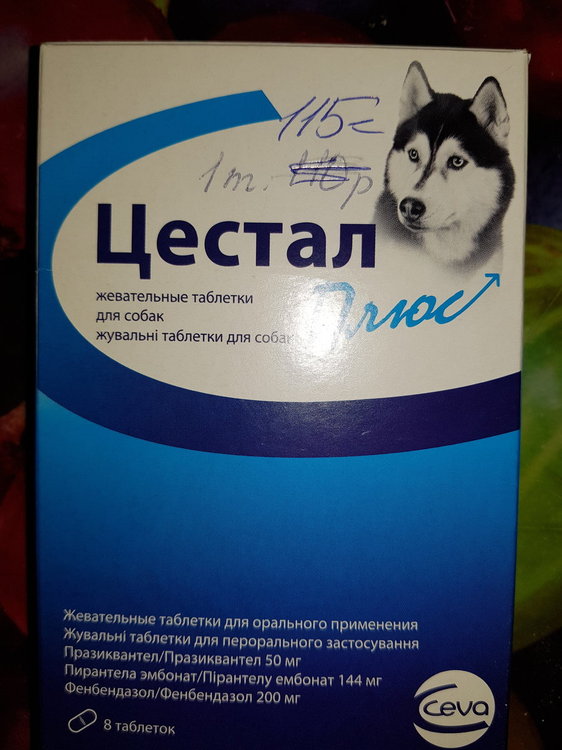 115=
1т. р
Цестал
Плюс
жевательные таблетки
для собак
жувальні таблетки для собак
Жевательные таблетки для орального применения
Жувальні таблетки для перорального застосування
Празиквантел/Празиквантел 50 мг
Пирантела эмбонат/Пірантелу ембонат 144 мг
Фенбендазол/Фенбендазол 200 мг
8 таблеток
Ceva